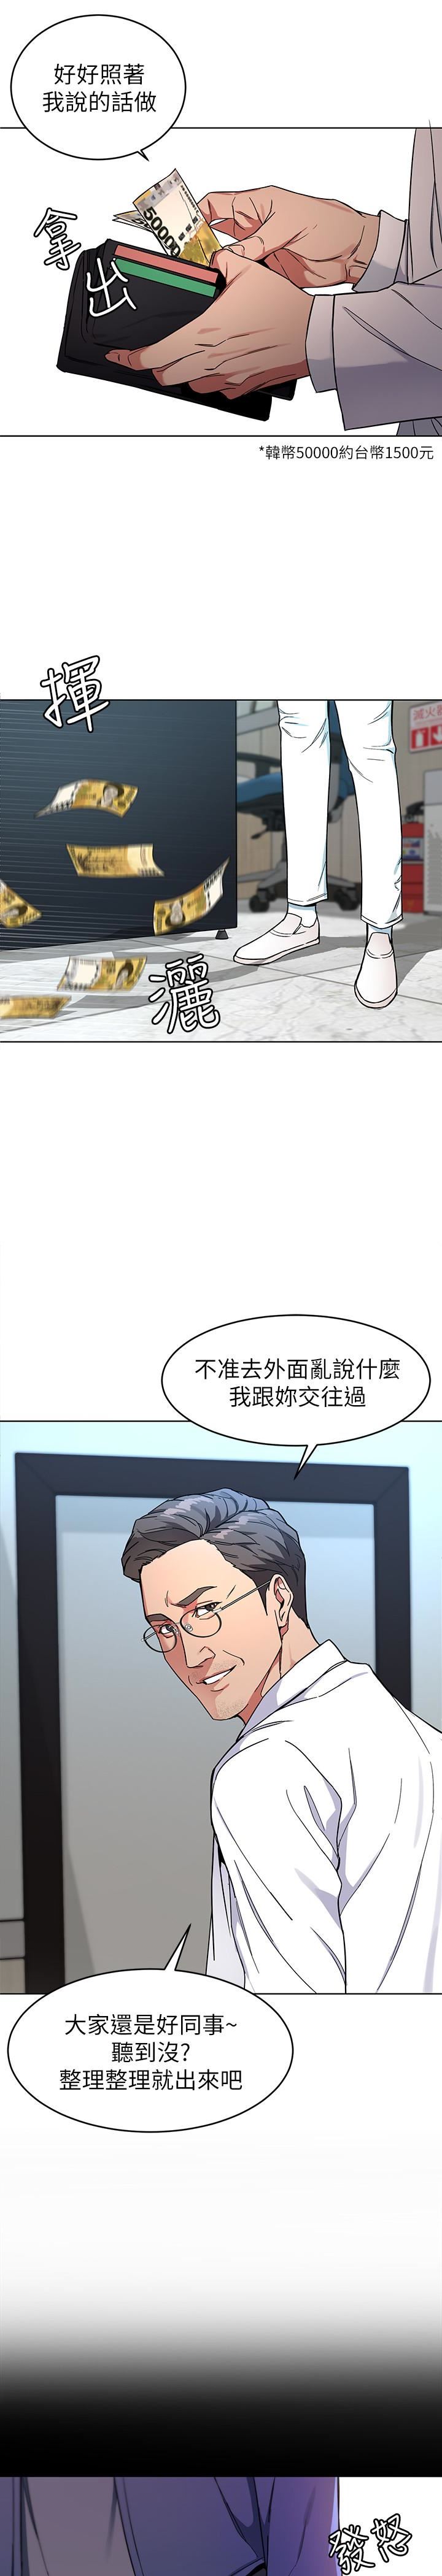 好好照著
我說的話做
拿出
50000
*韓幣50000約台幣1500元
揮
滅火
灑
不准去外面亂說什麼
我跟妳交往過
大家還是好同事~
聽到沒?
整理整理就出來吧
發怒